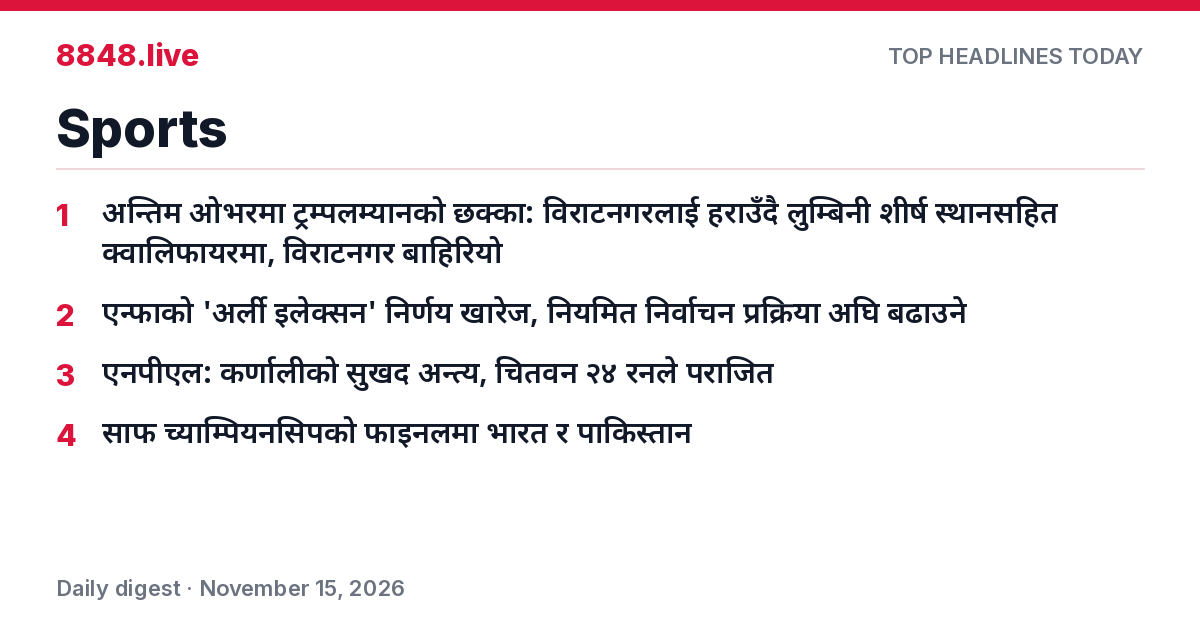 8848.live
TOP HEADLINES TODAY
Sports
1 अन्तिम ओभरमा ट्रम्पलम्यानको छक्का: विराटनगरलाई हराउँदै लुम्बिनी शीर्ष स्थानसहित
क्वालिफायरमा, विराटनगर बाहिरियो
2 एन्फाको 'अर्ली इलेक्सन' निर्णय खारेज, नियमित निर्वाचन प्रक्रिया अघि बढाउने
3 एनपीएल: कर्णालीको सुखद अन्त्य, चितवन २४ रनले पराजित
4 साफ च्याम्पियनसिपको फाइनलमा भारत र पाकिस्तान
Daily digest · November 15, 2026